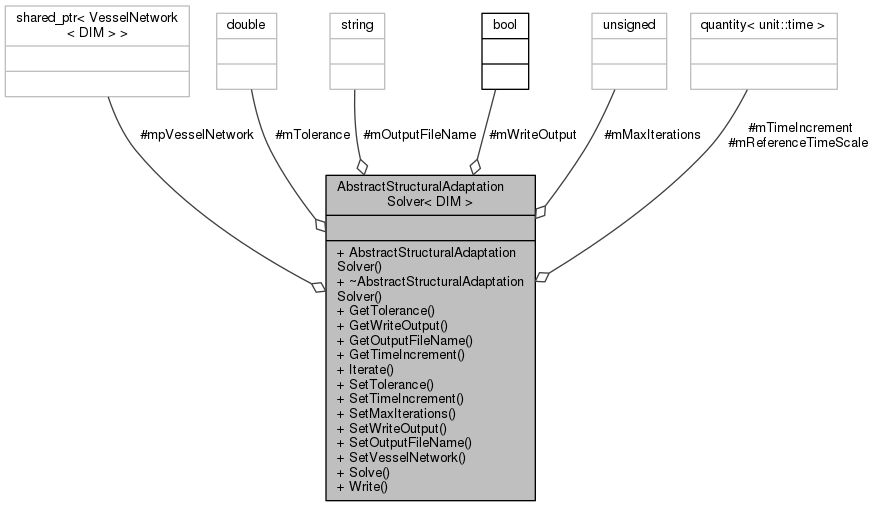 shared_ptr< VesselNetwork
< DIM > >
double
string
bool
unsigned
quantity< unit::time >
#mpVesselNetwork
#mTolerance
#mOutputFileName
#mWriteOutput
#mMaxIterations
#mTimeIncrement
#mReferenceTimeScale
AbstractStructuralAdaptation
Solver< DIM >
+ AbstractStructuralAdaptation
Solver()
+ ~AbstractStructuralAdaptation
Solver()
+ GetTolerance()
+ GetWriteOutput()
+ GetOutputFileName()
+ GetTimeIncrement()
+ Iterate()
+ SetTolerance()
+ SetTimeIncrement()
+ SetMaxIterations()
+ SetWriteOutput()
+ SetOutputFileName()
+ SetVesselNetwork()
+ Solve()
+ Write()